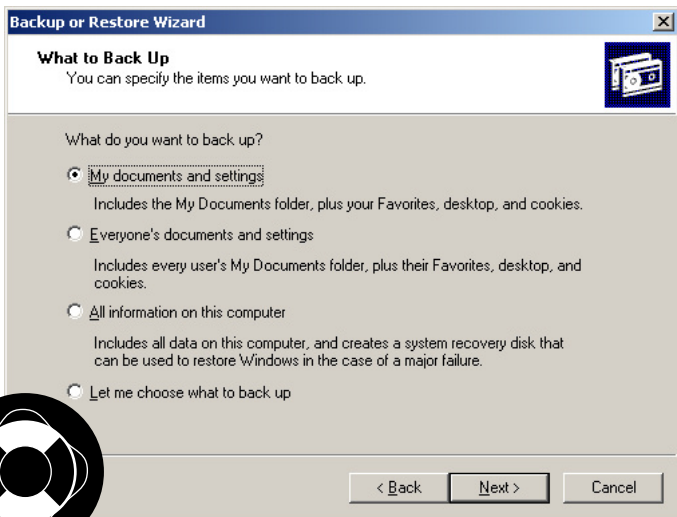 Backup or Restore Wizard
What to Back Up
You can specify the items you want to back up.
What do you want to back up?
My documents and settings
Includes the My Documents folder, plus your Favorites, desktop, and cookies.
Everyone's documents and settings
Includes every user's My Documents folder, plus their Favorites, desktop, and
cookies.
All information on this computer
Includes all data on this computer, and creates a system recovery disk that
can be used to restore Windows in the case of a major failure.
Let me choose what to back up
< Back Next > Cancel